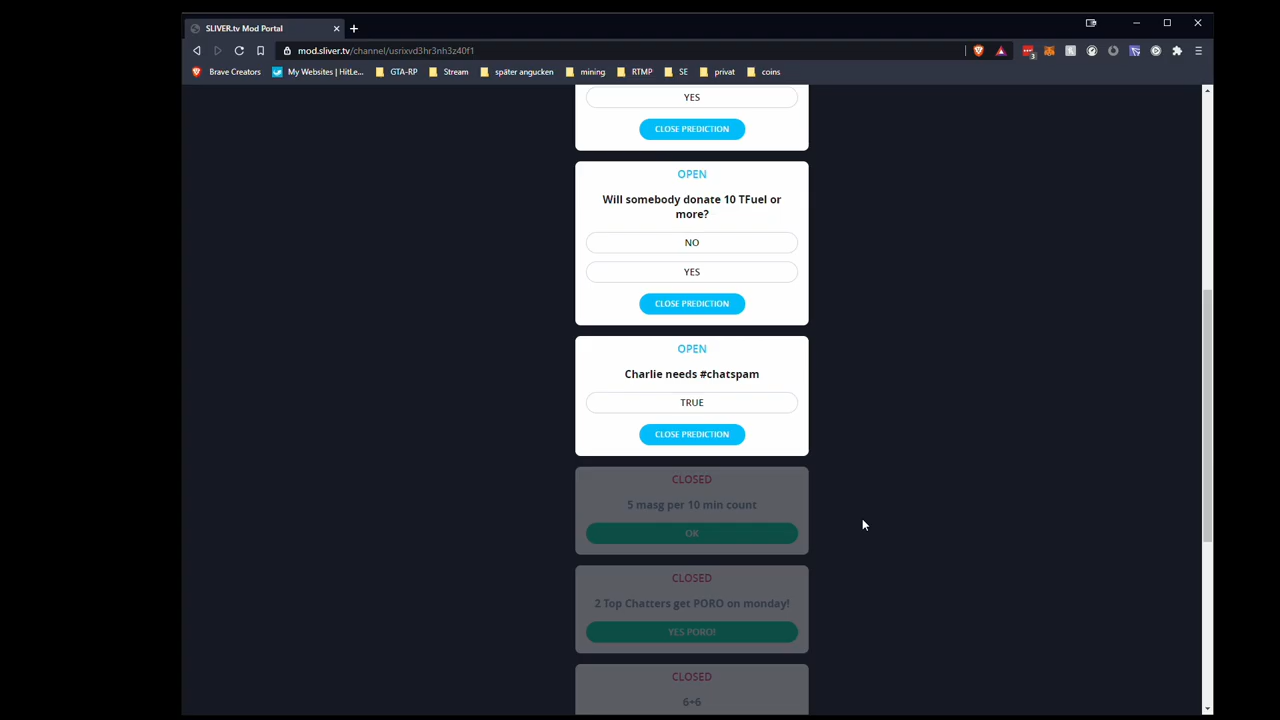 SLIVER.tv Mod Portal
mod.sliver.tv/channel/usrixvd3hr3nh3z40f1
3
Brave Creators
My Websites | HitLe...
GTA-RP
Stream
später angucken
mining
RTMP
SE
privat
coins
YES
CLOSE PREDICTION
OPEN
Will somebody donate 10 TFuel or
more?
NO
YES
CLOSE PREDICTION
OPEN
Charlie needs #chatspam
TRUE
CLOSE PREDICTION
CLOSED
5 masg per 10 min count
OK
CLOSED
2 Top Chatters get PORO on monday!
YES PORO!
CLOSED